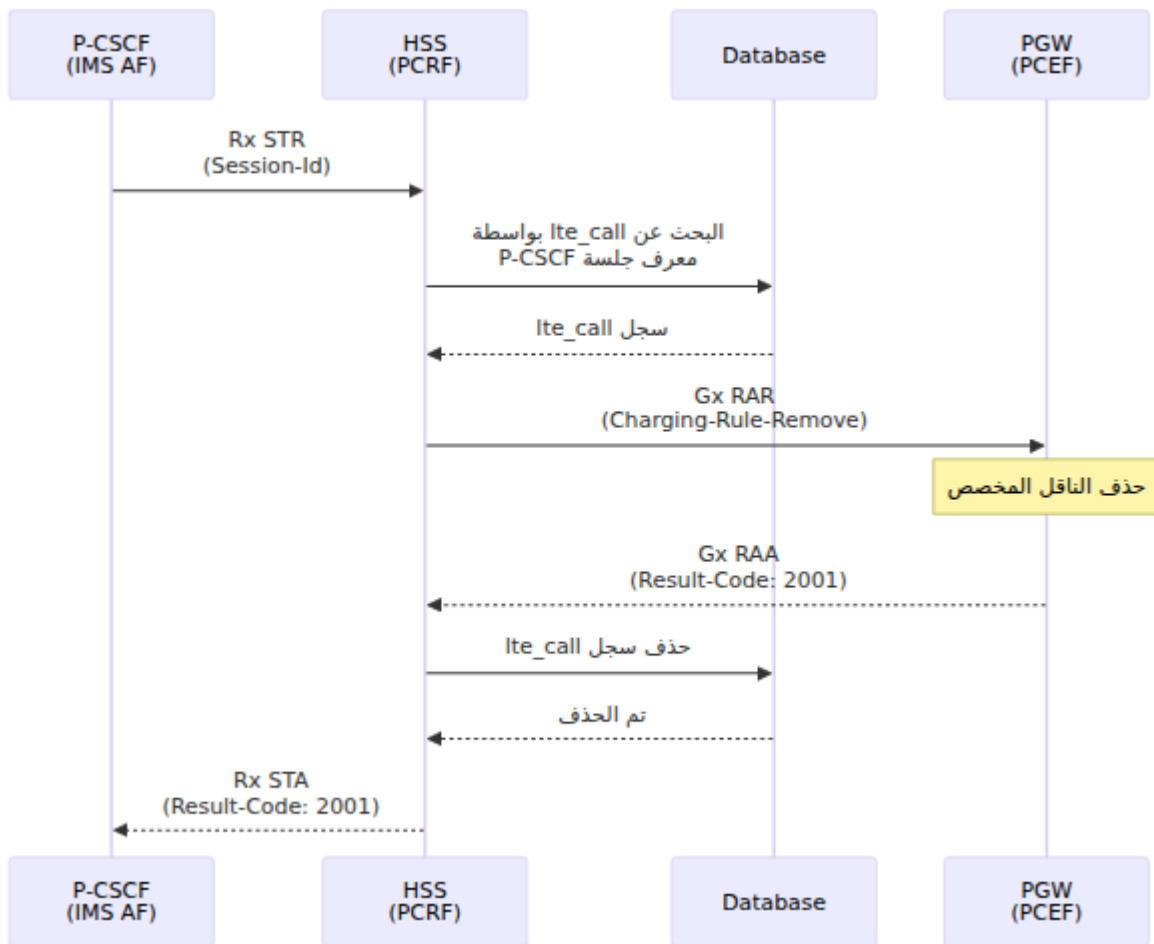 P-CSCF
(IMS AF)
HSS
(PCRF)
Database
PGW
(PCEF)
Rx STR
(Session-Id)
البحث عن lte_call بواسطة
معرف جلسة P-CSCF
سجل lte_call
Gx RAR
(Charging-Rule-Remove)
حذف الناقل المخصص
Gx RAA
(Result-Code: 2001)
حذف سجل lte_call
تم الحذف
Rx STA
(Result-Code: 2001)
P-CSCF
(IMS AF)
HSS
(PCRF)
Database
PGW
(PCEF)